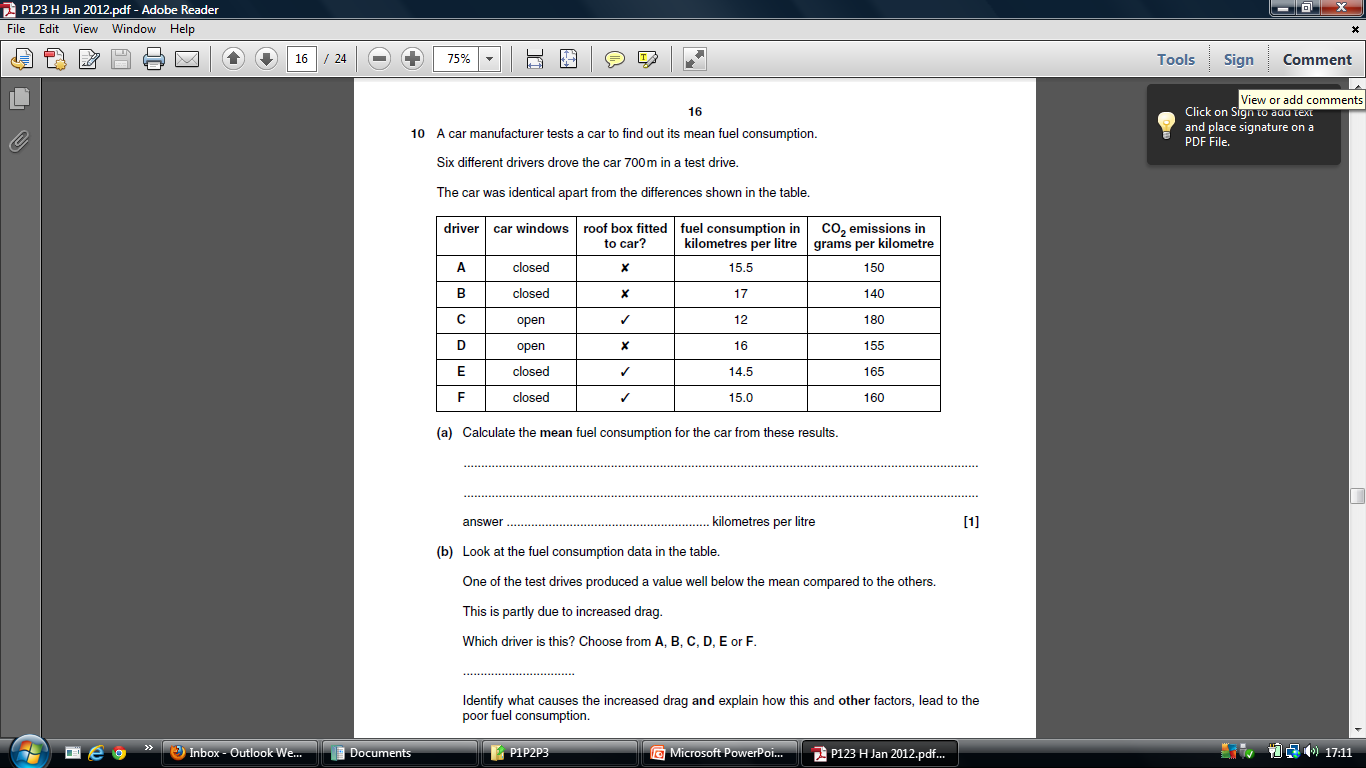 P123 H Jan 2012.pdf - Adobe Reader
File Edit View Window Help
16 / 24 75% Tools Sign Comment
View or add comments
Click on Sign to add text
and place signature on a
PDF File.
16
10 A car manufacturer tests a car to find out its mean fuel consumption.
Six different drivers drove the car 700 m in a test drive.
The car was identical apart from the differences shown in the table.
driver car windows roof box fitted to car? fuel consumption in kilometres per litre CO2 emissions in grams per kilometre
A closed ✘ 15.5 150
B closed ✘ 17 140
C open ✓ 12 180
D open ✘ 16 155
E closed ✓ 14.5 165
F closed ✓ 15.0 160
(a) Calculate the mean fuel consumption for the car from these results.
answer .......................................................... kilometres per litre [1]
(b) Look at the fuel consumption data in the table.
One of the test drives produced a value well below the mean compared to the others.
This is partly due to increased drag.
Which driver is this? Choose from A, B, C, D, E or F.
................................
Identify what causes the increased drag and explain how this and other factors, lead to the
poor fuel consumption.
» Inbox - Outlook We... Documents P1P2P3 Microsoft PowerPoi... P123 H Jan 2012.pdf... 17:11